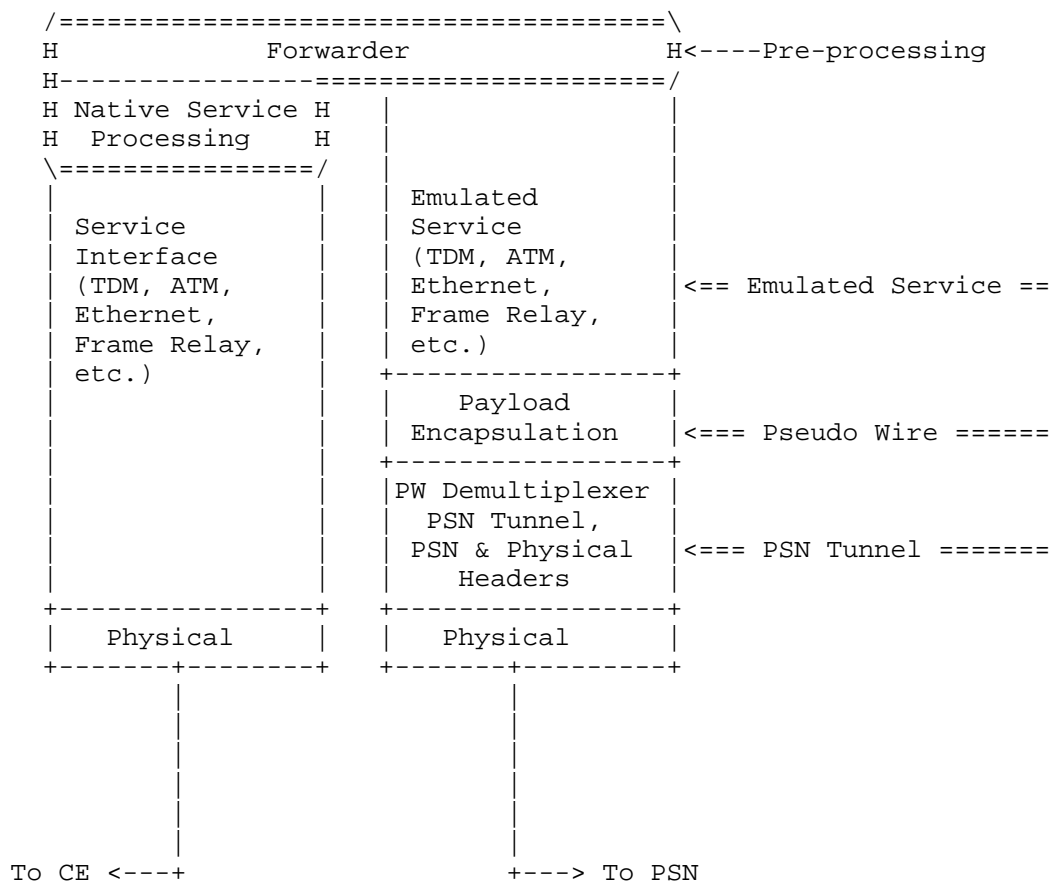 /======================================\
H             Forwarder                H<----Pre-processing
H----------------======================/
H Native Service H   |                 |
H  Processing    H   |                 |
\================/   |                 |
|                |   | Emulated        |
| Service        |   | Service         |
| Interface      |   | (TDM, ATM,      |
| (TDM, ATM,     |   | Ethernet,       |<== Emulated Service ==
| Ethernet,      |   | Frame Relay,    |
| Frame Relay,   |   | etc.)           |
| etc.)          |   +-----------------+
|                |   |    Payload      |
|                |   | Encapsulation   |<=== Pseudo Wire ======
|                |   +-----------------+
|                |   |PW Demultiplexer |
|                |   |  PSN Tunnel,    |
|                |   | PSN & Physical  |<=== PSN Tunnel =======
|                |   |    Headers      |
+----------------+   +-----------------+
|   Physical     |   |   Physical      |
+-------+--------+   +-------+---------+
        |                    |
        |                    |
        |                    |
        |                    |
        |                    |
        |                    |
To CE <---+                    +---> To PSN